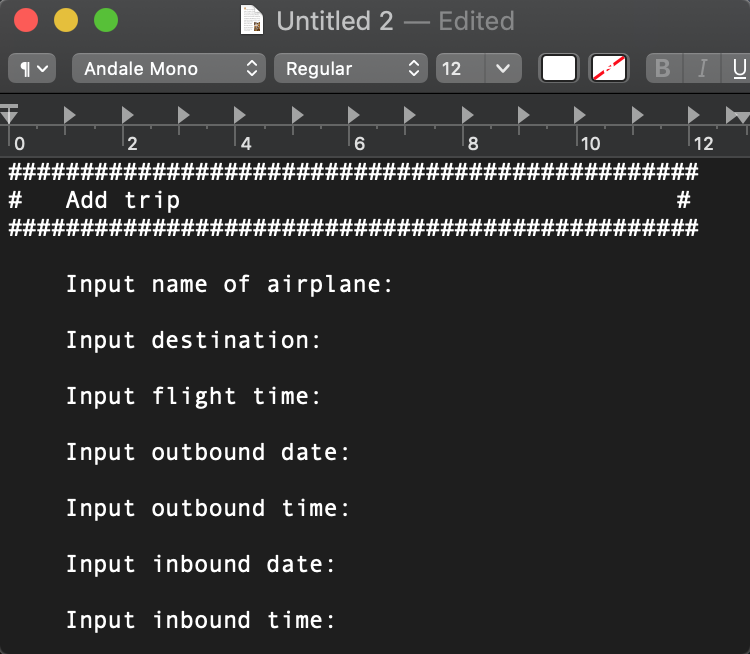 Untitled 2 — Edited
¶ Andale Mono Regular 12 B I U
0 2 4 6 8 10 12
################################################
#   Add trip                                   #
################################################
Input name of airplane:
Input destination:
Input flight time:
Input outbound date:
Input outbound time:
Input inbound date:
Input inbound time: